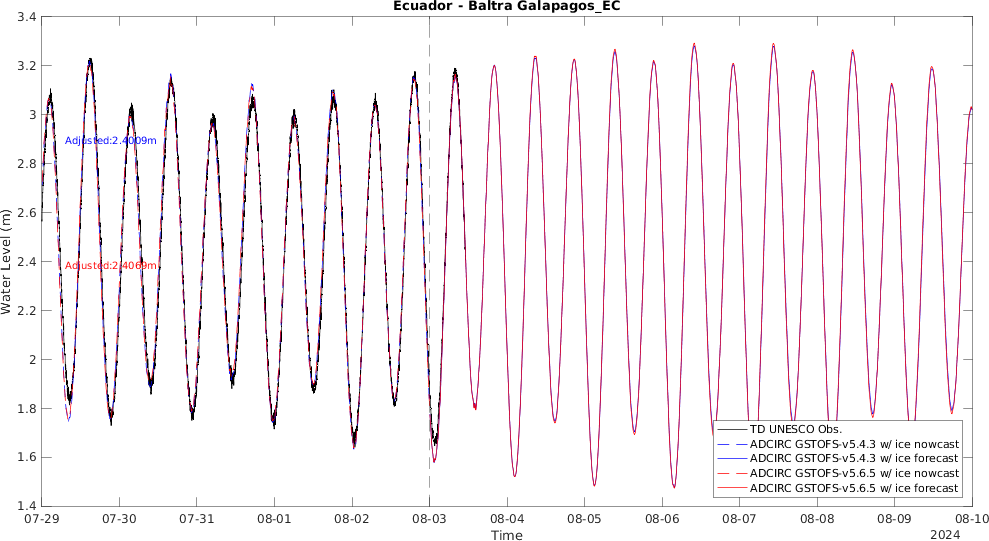 Ecuador - Baltra Galapagos_EC
3.4
3.2
3
2.8
2.6
2.4
2.2
2
1.8
1.6
1.4
Water Level (m)
Adjusted:2.4009m
Adjusted:2.4069m
TD UNESCO Obs.
ADCIRC GSTOFS-v5.4.3 w/ ice nowcast
ADCIRC GSTOFS-v5.4.3 w/ ice forecast
ADCIRC GSTOFS-v5.6.5 w/ ice nowcast
ADCIRC GSTOFS-v5.6.5 w/ ice forecast
07-29 07-30 07-31 08-01 08-02 08-03 08-04 08-05 08-06 08-07 08-08 08-09 08-10
Time
2024